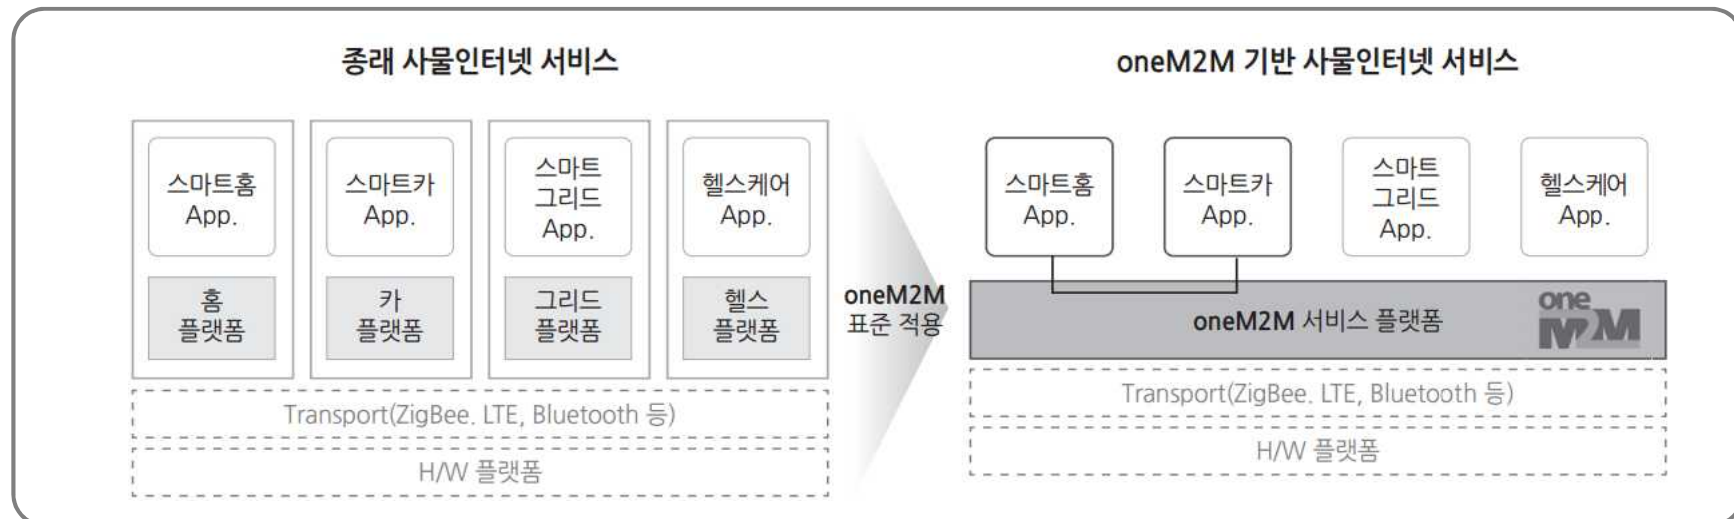 종래 사물인터넷 서비스
스마트홈
App.
스마트카
App.
스마트
그리드
App.
헬스케어
App.
홈
플랫폼
카
플랫폼
그리드
플랫폼
헬스
플랫폼
Transport(ZigBee. LTE, Bluetooth 등)
H/W 플랫폼
oneM2M
표준 적용
oneM2M 기반 사물인터넷 서비스
스마트홈
App.
스마트카
App.
스마트
그리드
App.
헬스케어
App.
oneM2M 서비스 플랫폼
one
M2M
Transport(ZigBee. LTE, Bluetooth 등)
H/W 플랫폼